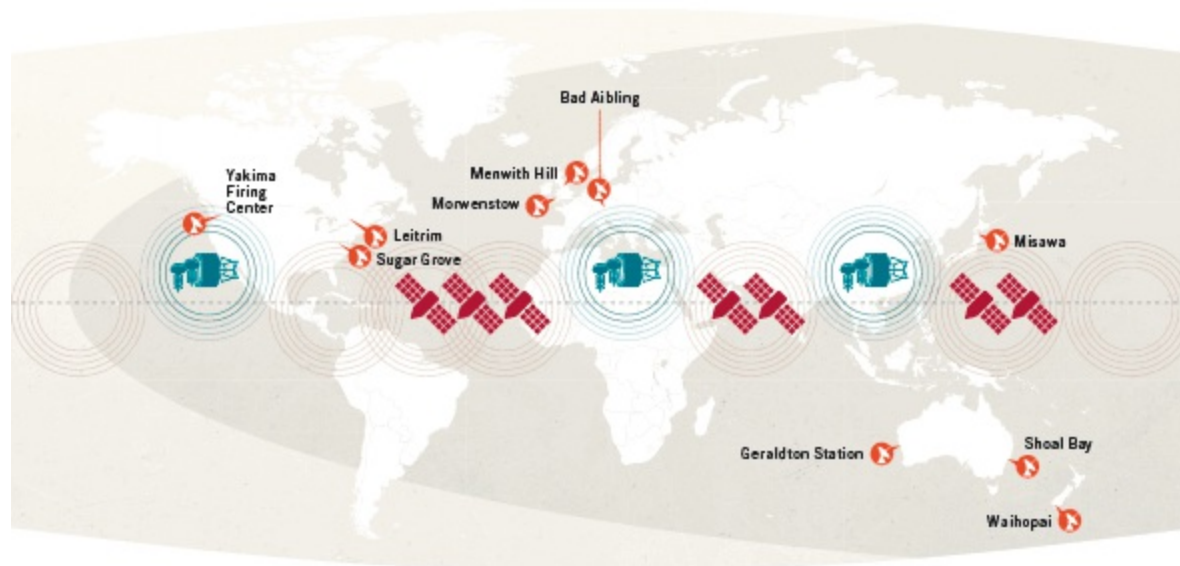 Bad Aibling
Menwith Hill
Yakima
Firing
Center
Morwenstow
Leitrim
Misawa
Sugar Grove
Shoal Bay
Geraldton Station
Waihopai